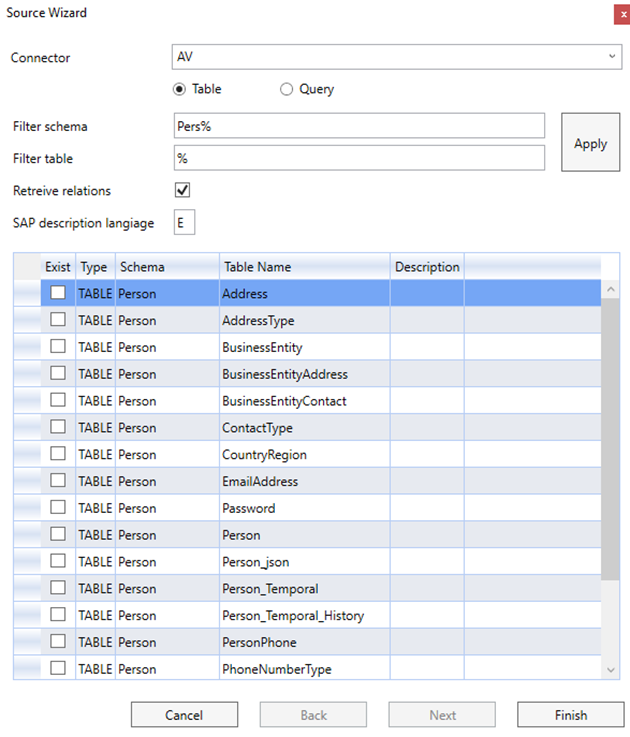 Source Wizard
x
Connector
AV
Table
Query
Filter schema
Pers%
Apply
Filter table
%
Retreive relations
SAP description langiage
E
Exist Type Schema Table Name Description
TABLE Person Address
TABLE Person AddressType
TABLE Person BusinessEntity
TABLE Person BusinessEntityAddress
TABLE Person BusinessEntityContact
TABLE Person ContactType
TABLE Person CountryRegion
TABLE Person EmailAddress
TABLE Person Password
TABLE Person Person
TABLE Person Person_json
TABLE Person Person_Temporal
TABLE Person Person_Temporal_History
TABLE Person PersonPhone
TABLE Person PhoneNumberType
Cancel
Back
Next
Finish